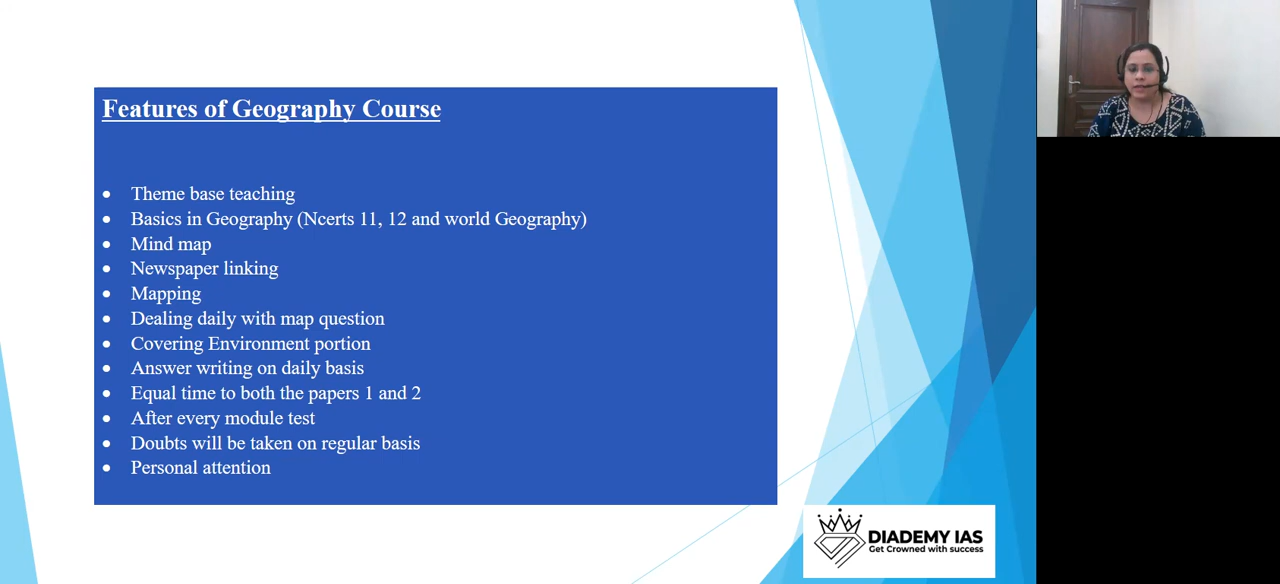 Features of Geography Course
Theme base teaching
Basics in Geography (Ncerts 11, 12 and world Geography)
Mind map
Newspaper linking
Mapping
Dealing daily with map question
Covering Environment portion
Answer writing on daily basis
Equal time to both the papers 1 and 2
After every module test
Doubts will be taken on regular basis
Personal attention
DIADEMY IAS
Get Crowned with success